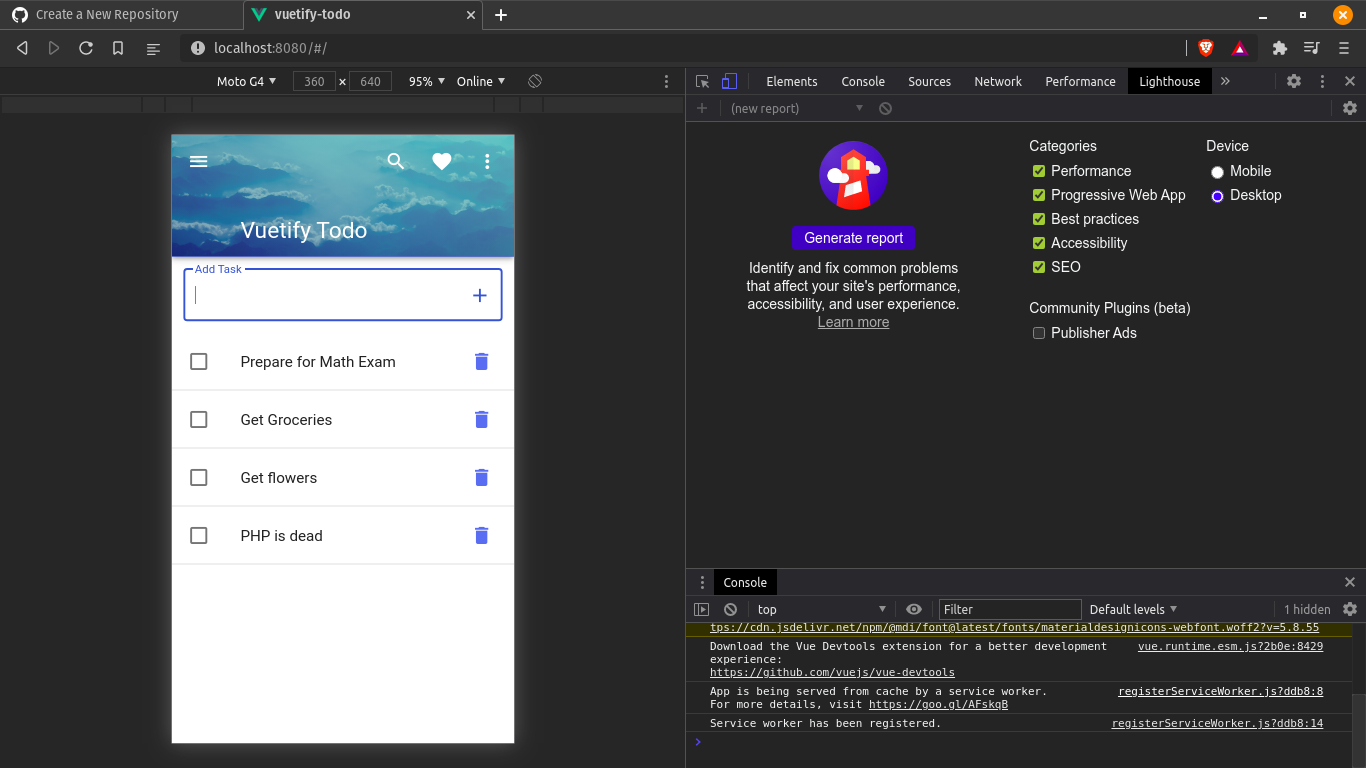 Create a New Repository
vuetify-todo
localhost:8080/#/
Moto G4
360 × 640
95%
Online
Elements
Console
Sources
Network
Performance
Lighthouse
(new report)
Vuetify Todo
Add Task
Prepare for Math Exam
Get Groceries
Get flowers
PHP is dead
Generate report
Identify and fix common problems
that affect your site's performance,
accessibility, and user experience.
Learn more
Categories
Performance
Progressive Web App
Best practices
Accessibility
SEO
Community Plugins (beta)
Publisher Ads
Device
Mobile
Desktop
Console
top
Filter
Default levels
1 hidden
tps://cdn.jsdelivr.net/npm/@mdi/font@latest/fonts/materialdesignicons-webfont.woff2?v=5.8.55
Download the Vue Devtools extension for a better development vue.runtime.esm.js?2b0e:8429
experience:
https://github.com/vuejs/vue-devtools
App is being served from cache by a service worker. registerServiceWorker.js?ddb8:8
For more details, visit https://goo.gl/AFskqB
Service worker has been registered. registerServiceWorker.js?ddb8:14